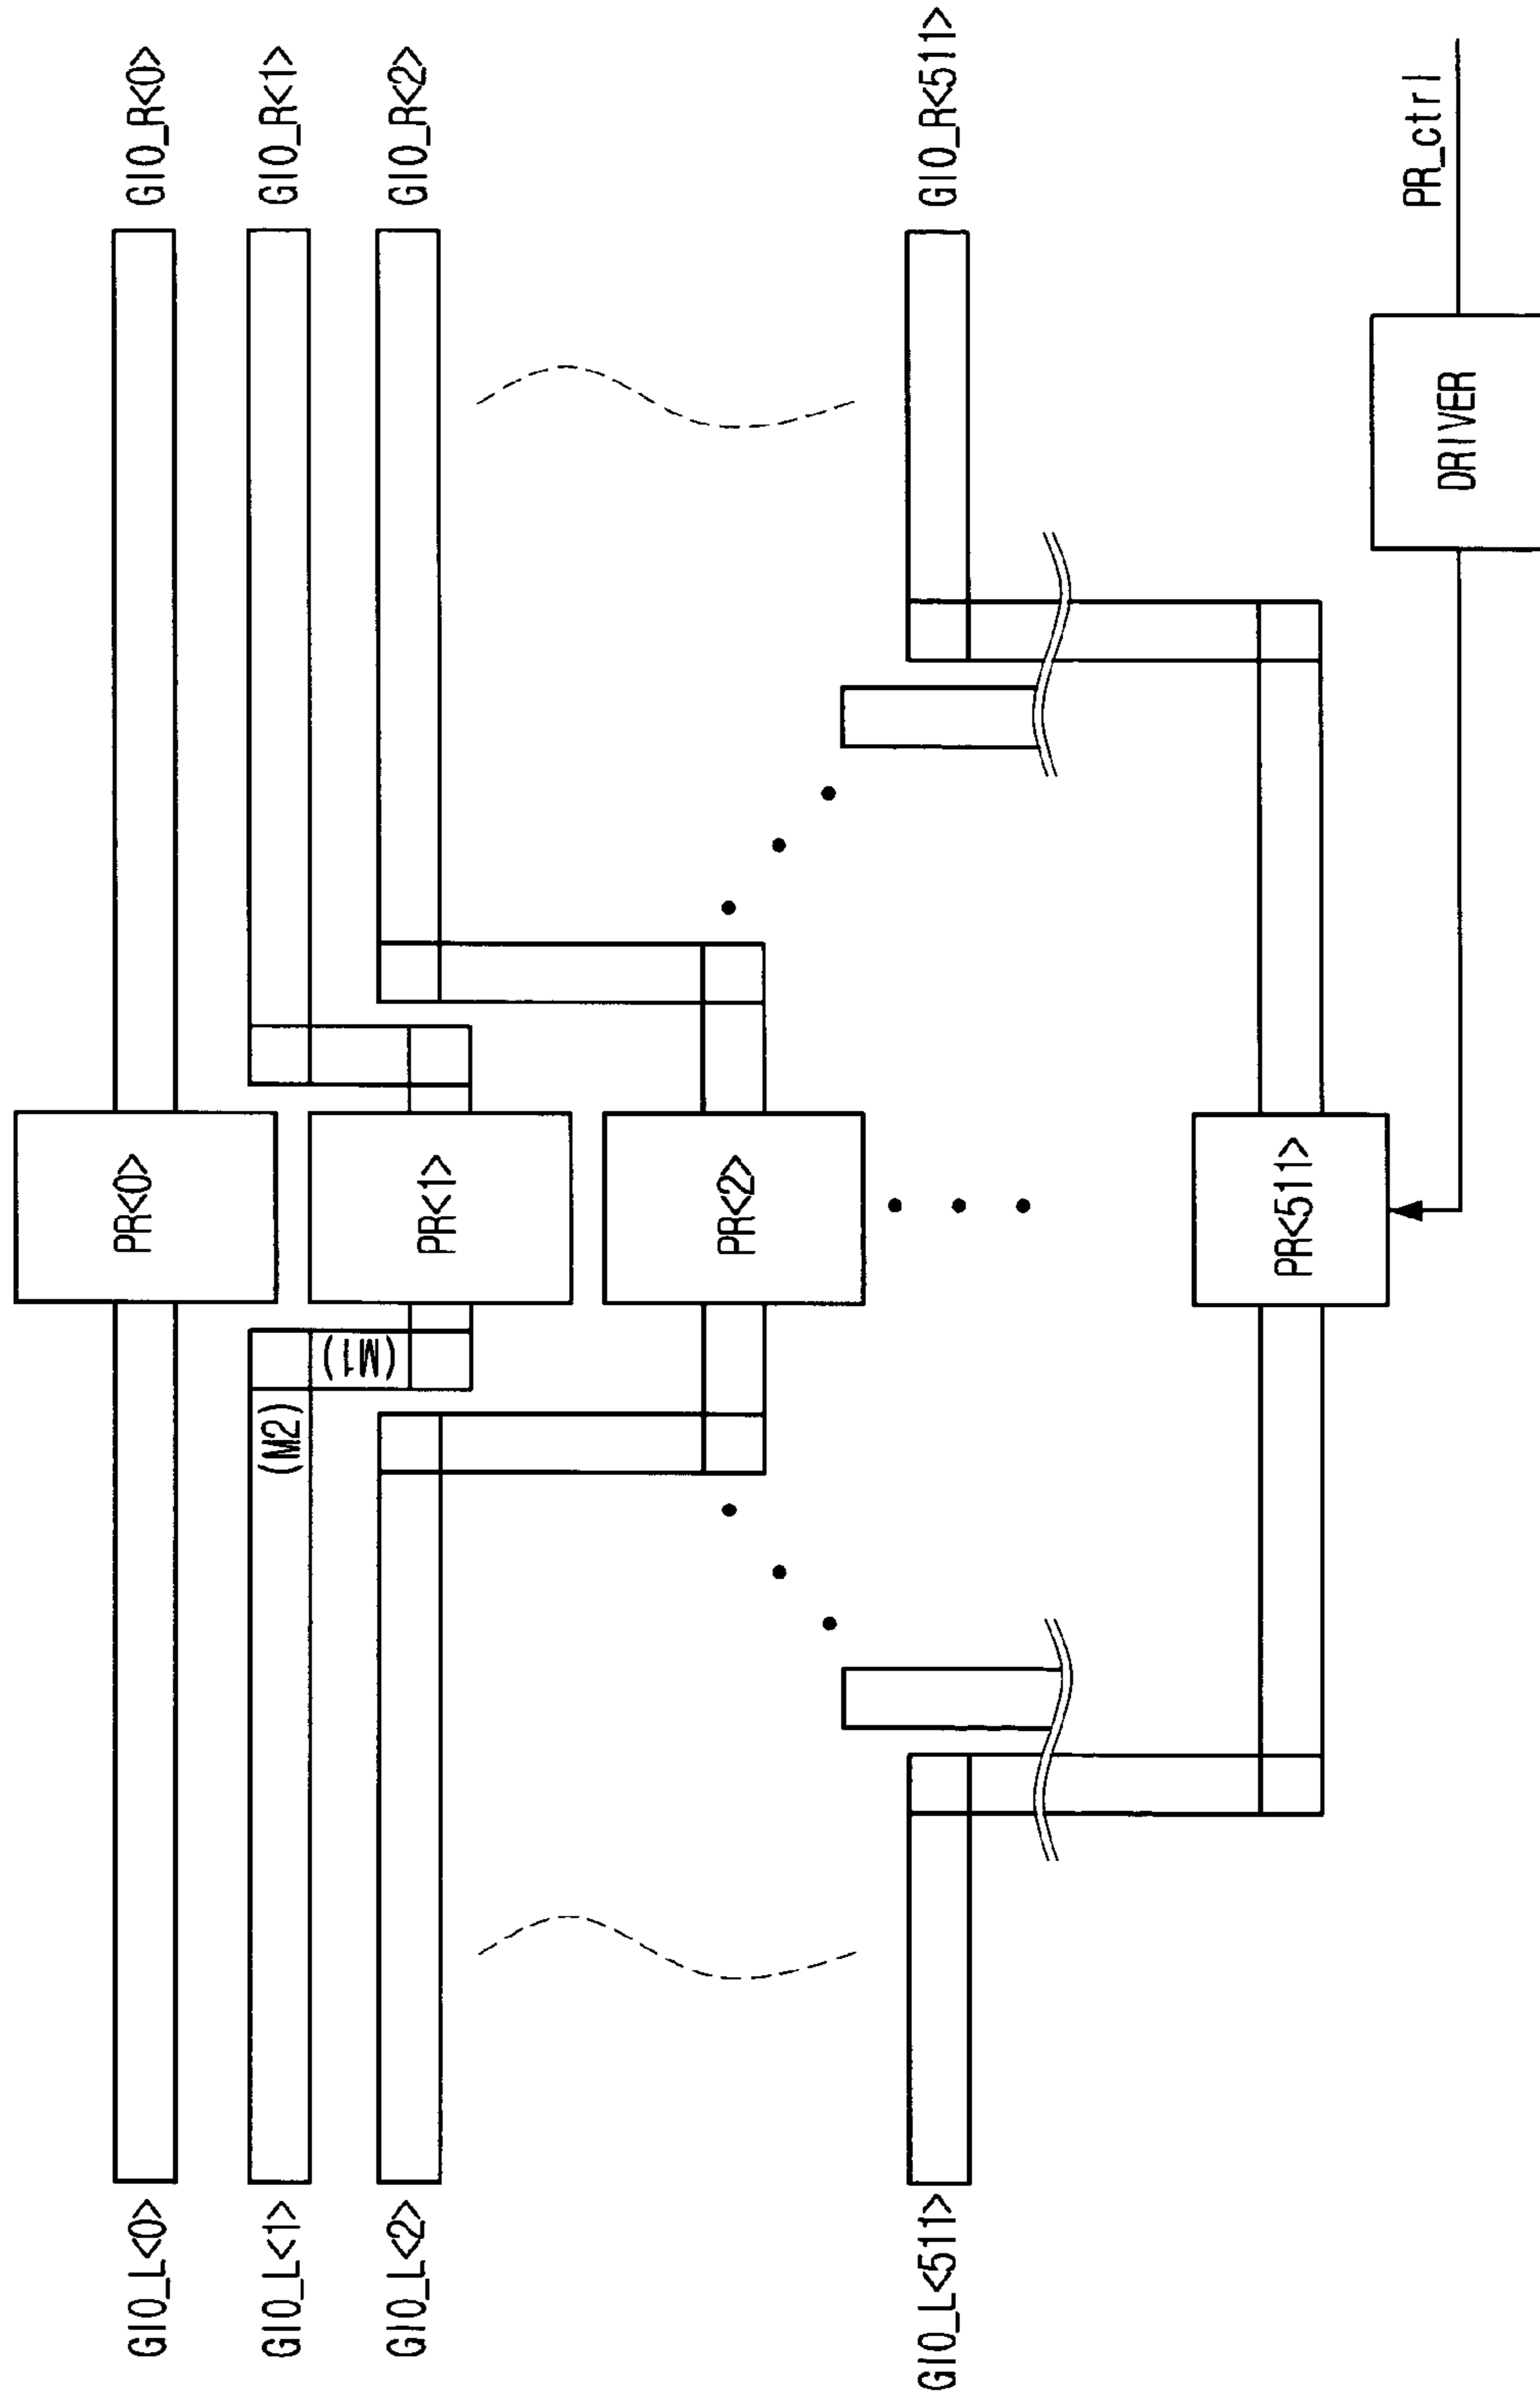 GIO_L<0>
PR<0>
GIO_R<0>
GIO_L<1>
(M2)
(M1)
PR<1>
GIO_R<1>
GIO_L<2>
PR<2>
GIO_R<2>
GIO_L<511>
GIO_R<511>
PR<511>
DRIVER
PR_ctrl